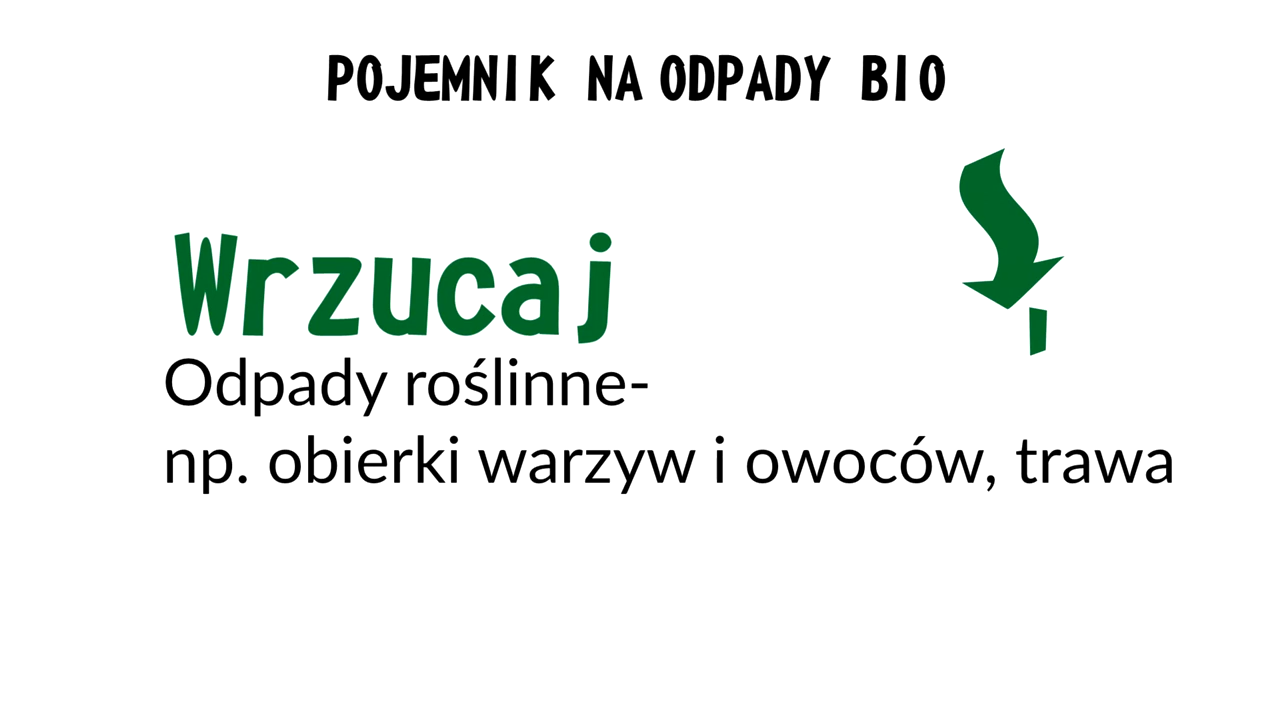 POJEMNIK NA ODPADY BIO
Wrzucaj
Odpady roślinne-
np. obierki warzyw i owoców, trawa